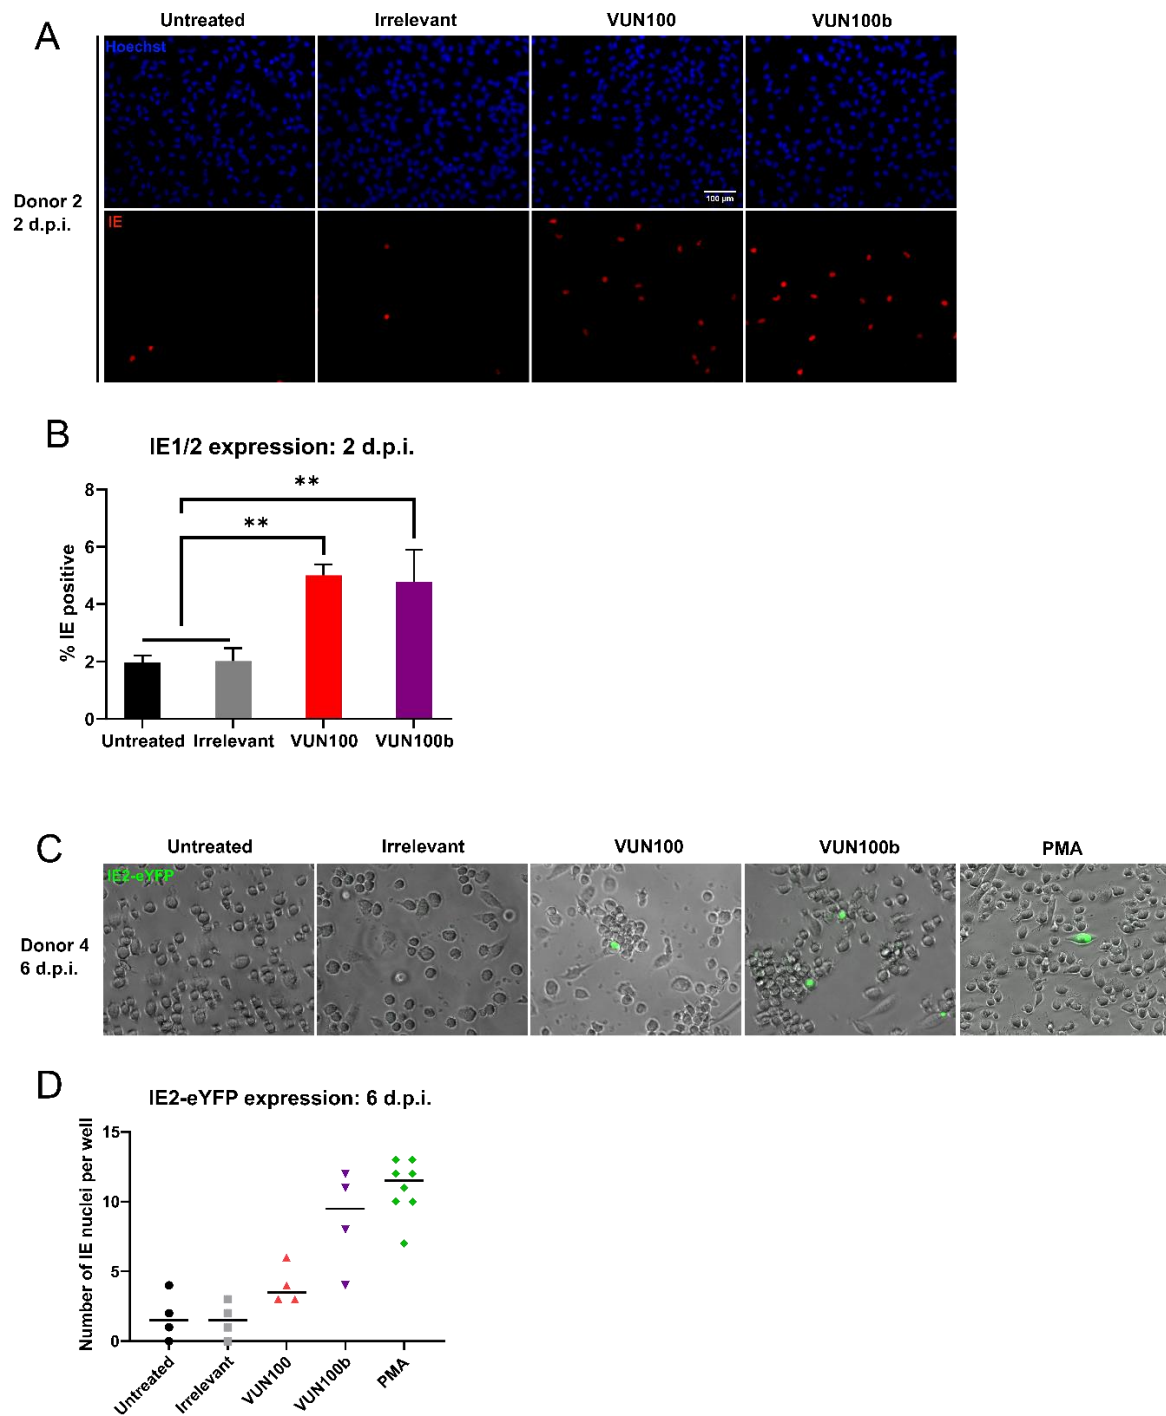 A
Untreated
Irrelevant
VUN100
VUN100b
Hoechst
100 µm
Donor 2
2 d.p.i.
IE
B
IE1/2 expression: 2 d.p.i.
**
**
8
6
4
2
0
% IE positive
Untreated
Irrelevant
VUN100
VUN100b
C
Untreated
Irrelevant
VUN100
VUN100b
PMA
IE2-eYFP
Donor 4
6 d.p.i.
D
IE2-eYFP expression: 6 d.p.i.
15
10
5
0
Number of IE nuclei per well
Untreated
Irrelevant
VUN100
VUN100b
PMA